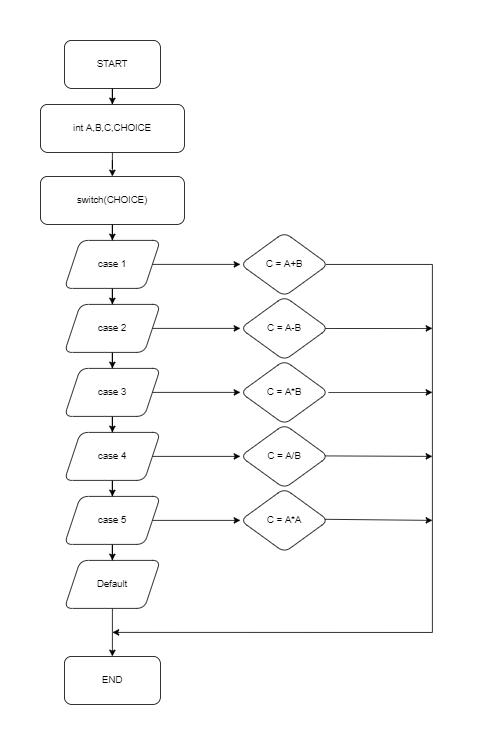 START
int A,B,C,CHOICE
switch(CHOICE)
case 1
C = A+B
case 2
C = A-B
case 3
C = A*B
case 4
C = A/B
case 5
C = A*A
Default
END